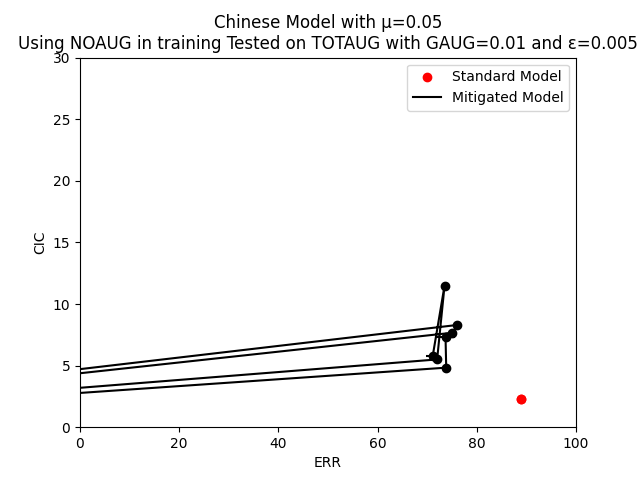 Chinese Model with μ=0.05
Using NOAUG in training Tested on TOTAUG with GAUG=0.01 and ε=0.005
30
25
20
15
10
5
0
CIC
Standard Model
Mitigated Model
0 20 40 60 80 100
ERR